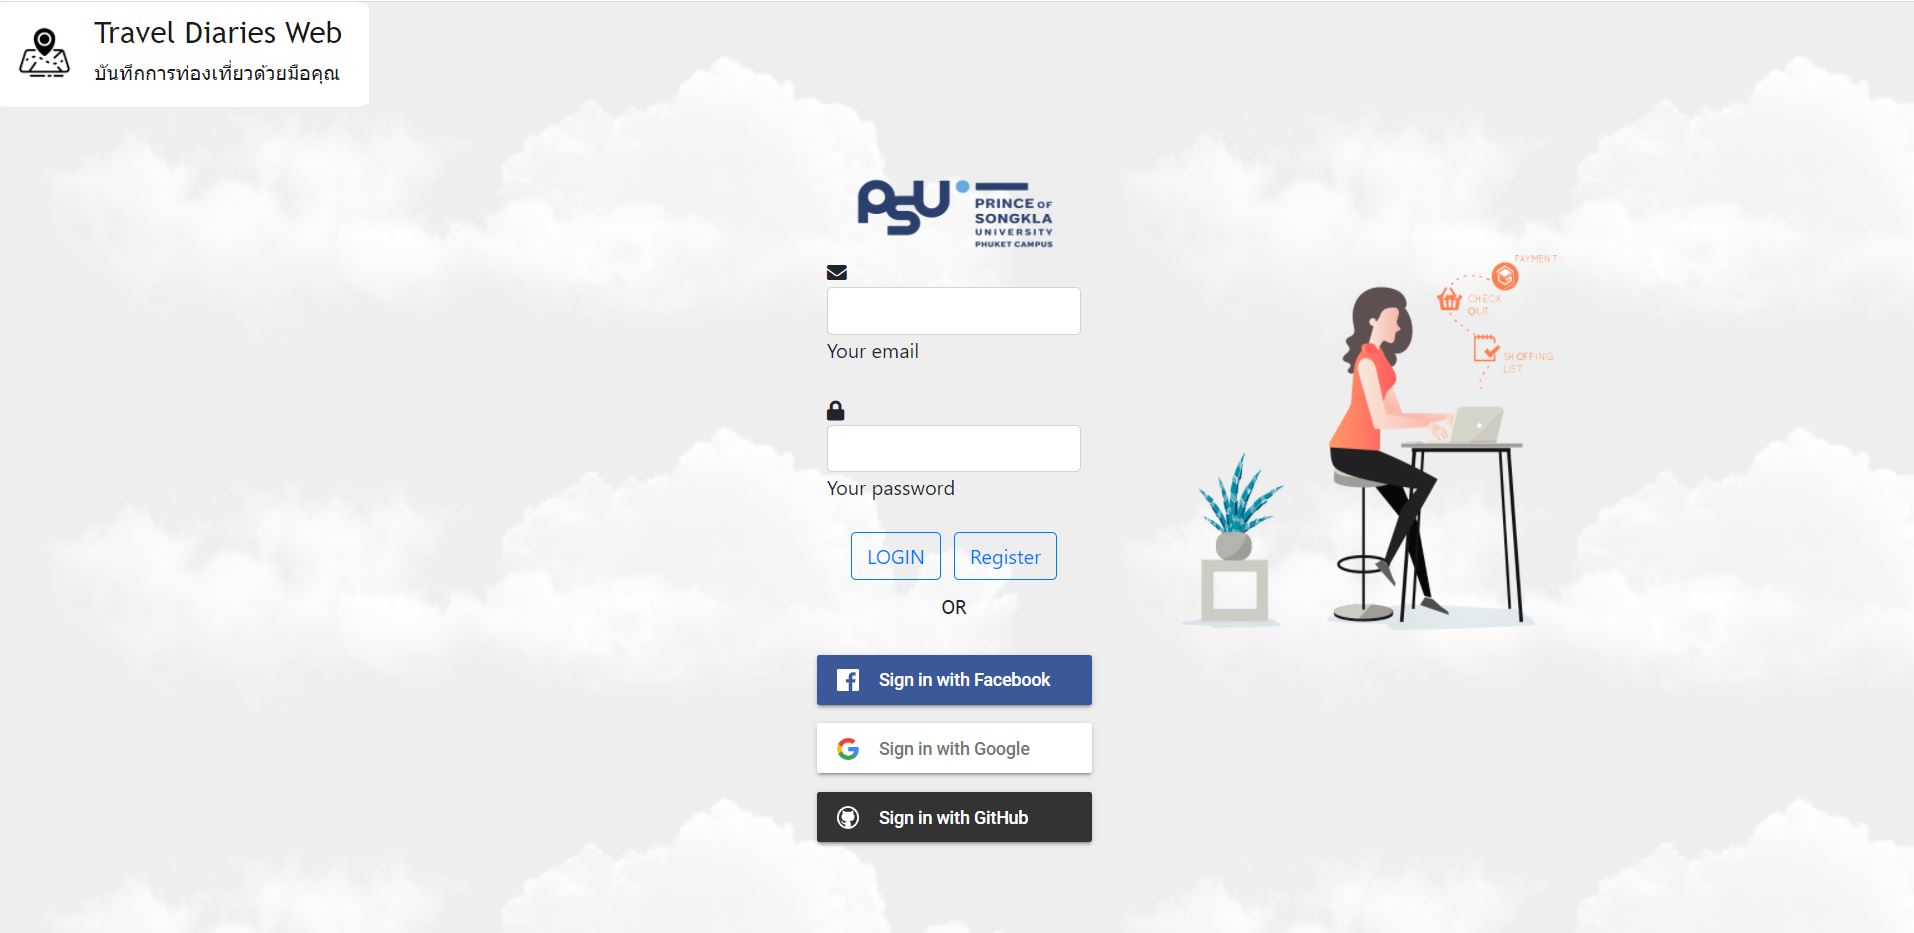 Travel Diaries Web
บันทึกการท่องเที่ยวด้วยมือคุณ
PSU
PRINCE OF
SONGKLA
UNIVERSITY
PHUKET CAMPUS
Your email
Your password
LOGIN
Register
OR
Sign in with Facebook
Sign in with Google
Sign in with GitHub
PAYMENT
CHECK
OUT
SHOPPING
LIST